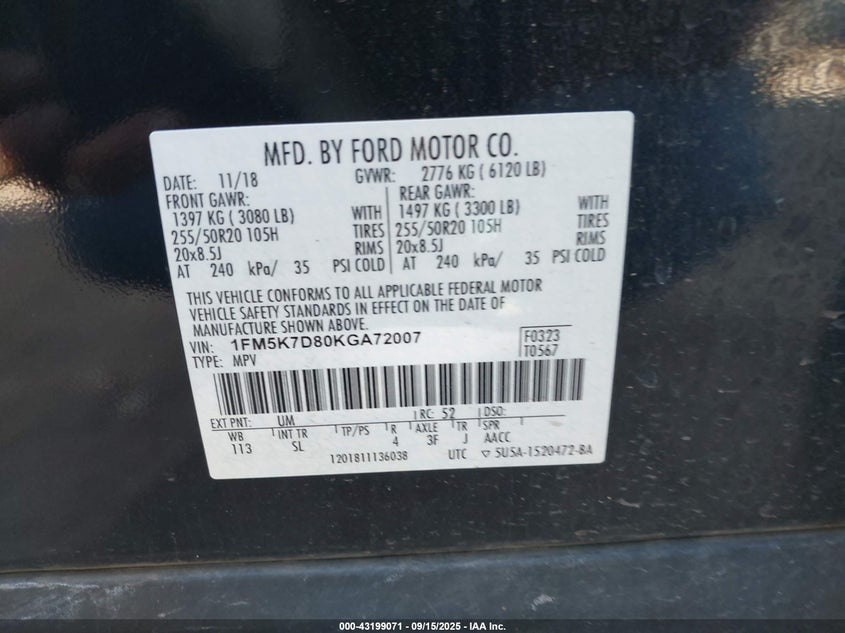 MFD. BY FORD MOTOR CO.
DATE: 11/18 GVWR: 2776 KG ( 6120 LB)
FRONT GAWR: REAR GAWR:
1397 KG ( 3080 LB) WITH 1497 KG ( 3300 LB) WITH
255/50R20 105H TIRES 255/50R20 105H TIRES
20x8.5J RIMS 20x8.5J RIMS
AT 240 kPa/ 35 PSI COLD AT 240 kPa/ 35 PSI COLD
THIS VEHICLE CONFORMS TO ALL APPLICABLE FEDERAL MOTOR
VEHICLE SAFETY STANDARDS IN EFFECT ON THE DATE OF
MANUFACTURE SHOWN ABOVE.
VIN: 1FM5K7D80KGA72007 F0323
TYPE: MPV T0567
EXT PNT: UM RC: 52 DSO:
WB INT TR TP/PS R AXLE TR SPR
113 SL 4 3F J AACC
1201811136038 UTC ▽ 5U5A-1520472-BA
000-43199071 - 09/15/2025 - IAA Inc.